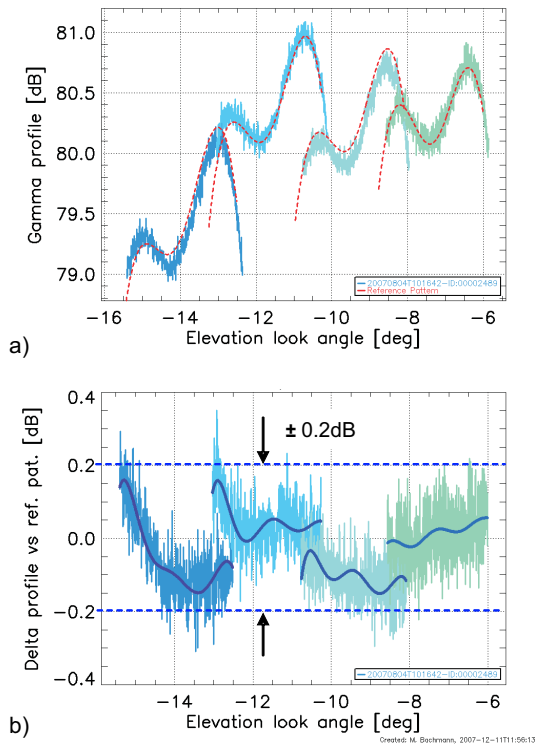 81.0
80.5
80.0
79.5
79.0
Gamma profile [dB]
20070804T101642-ID:00002489
Reference Pattern
-16 -14 -12 -10 -8 -6
Elevation look angle [deg]
a)
0.4
0.2
0.0
-0.2
-0.4
Delta profile vs ref. pat. [dB]
± 0.2dB
20070804T101642-ID:00002489
-14 -12 -10 -8 -6
Elevation look angle [deg]
b)
Created: M. Bachmann, 2007-12-11T11:56:13